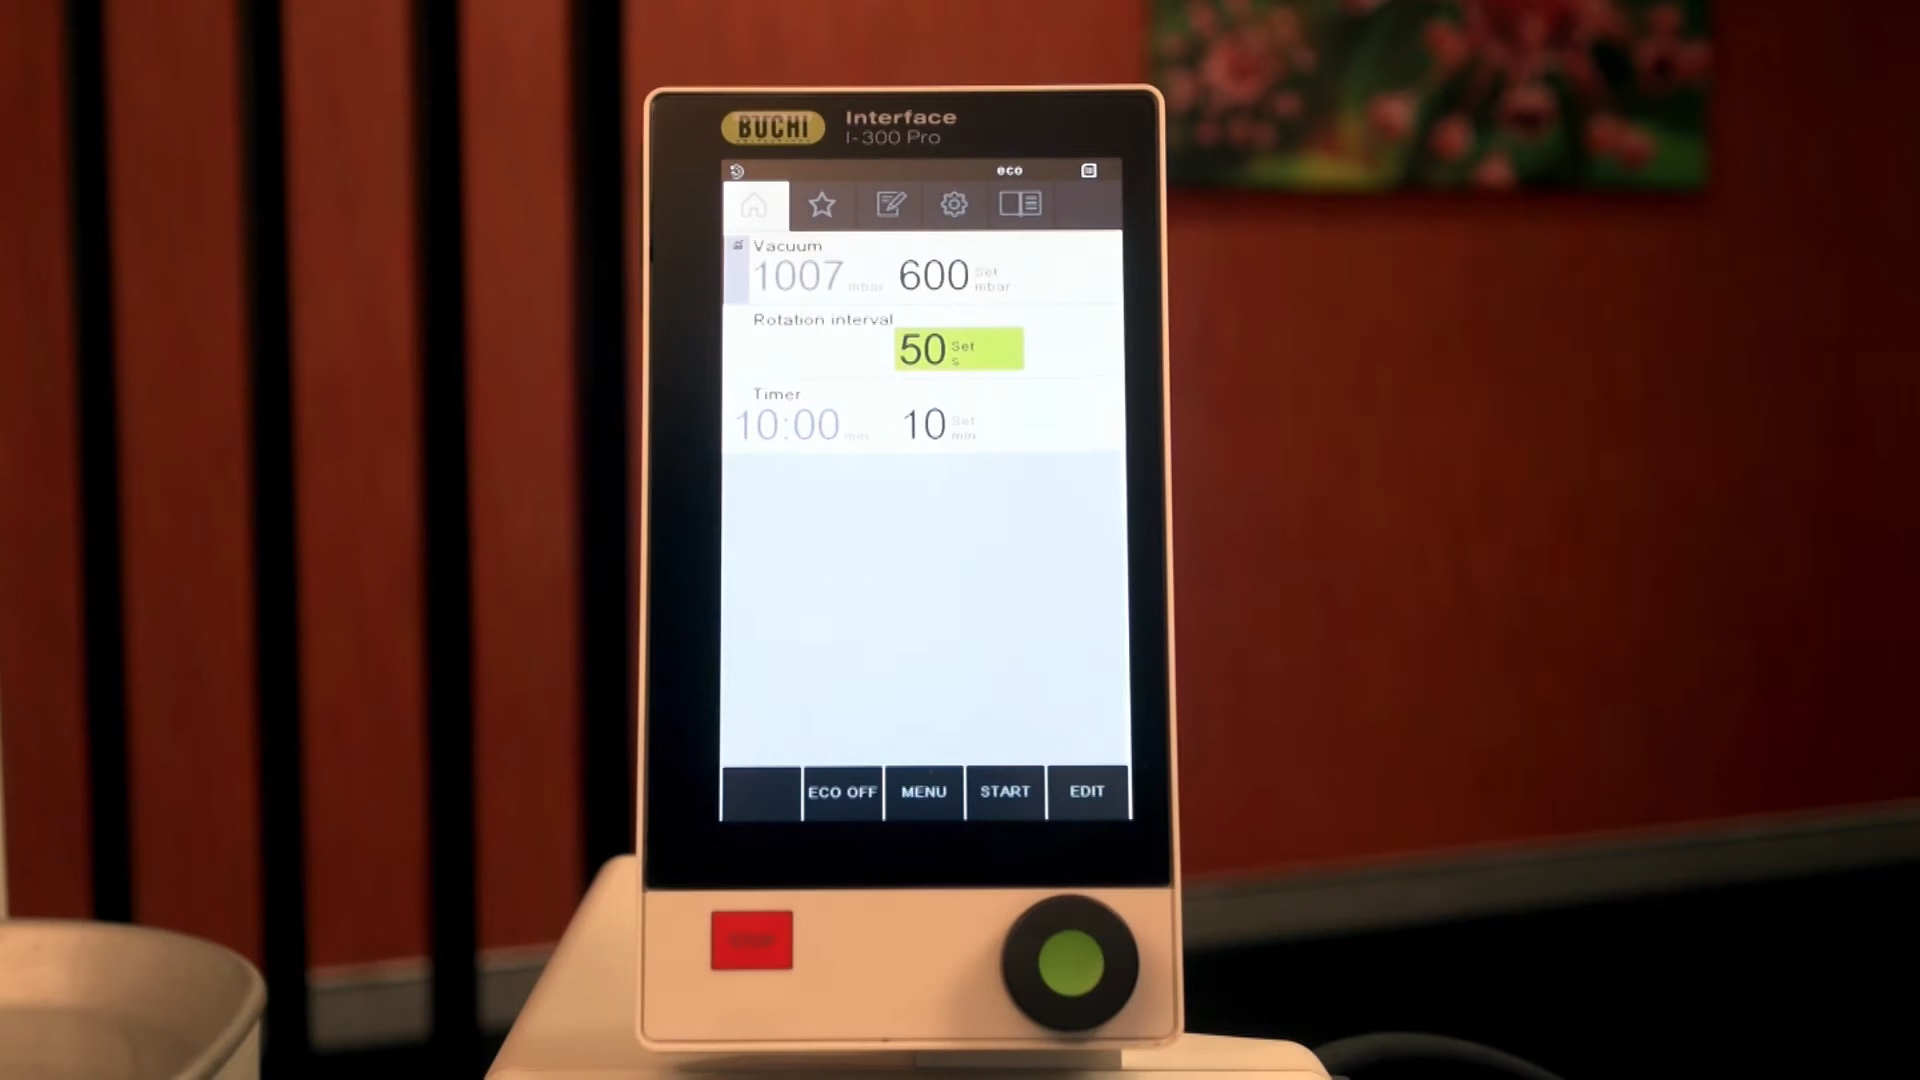 BUCHI
Interface
I-300 Pro
eco
Vacuum
1007 mbar 600 Set mbar
Rotation interval
50 Set s
Timer
10:00 min 10 Set min
ECO OFF MENU START EDIT